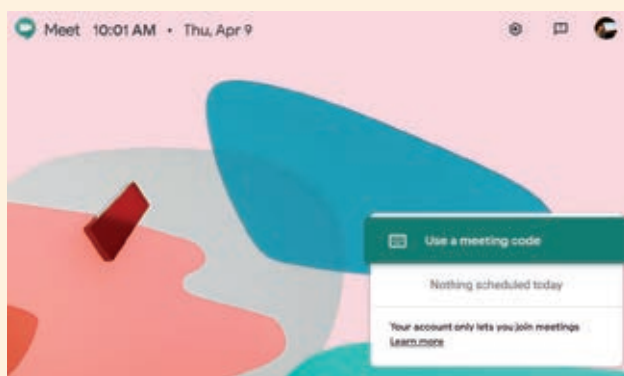 Meet 10:01 AM • Thu, Apr 9
Use a meeting code
Nothing scheduled today
Your account only lets you join meetings
Learn more